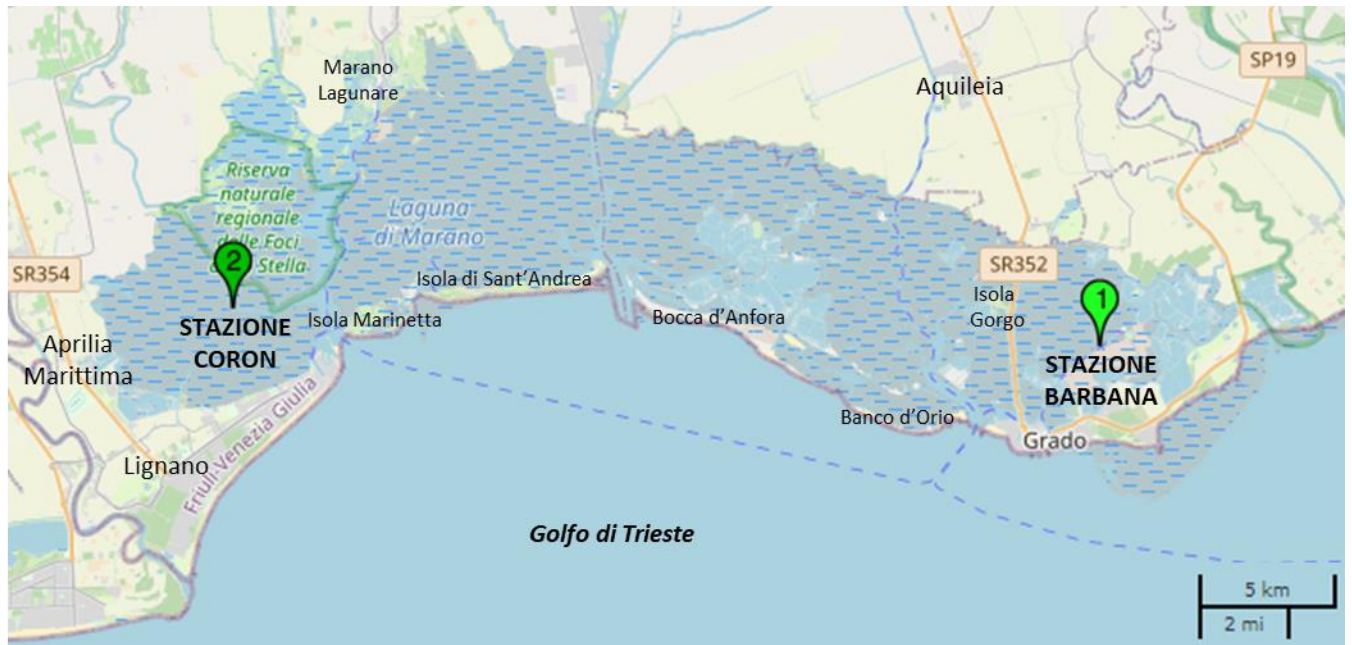 Marano
Lagunare
Aquileia
SP19
Riserva
naturale
regionale
delle Foci
Stella
Laguna
di Marano
2
SR354
STAZIONE
CORON
Isola Marinetta
Isola di Sant'Andrea
Bocca d'Anfora
SR352
Isola
Gorgo
1
STAZIONE
BARBANA
Aprilia
Marittima
Banco d'Orio
Grado
Lignano
Friuli-Venezia Giulia
Golfo di Trieste
5 km
2 mi